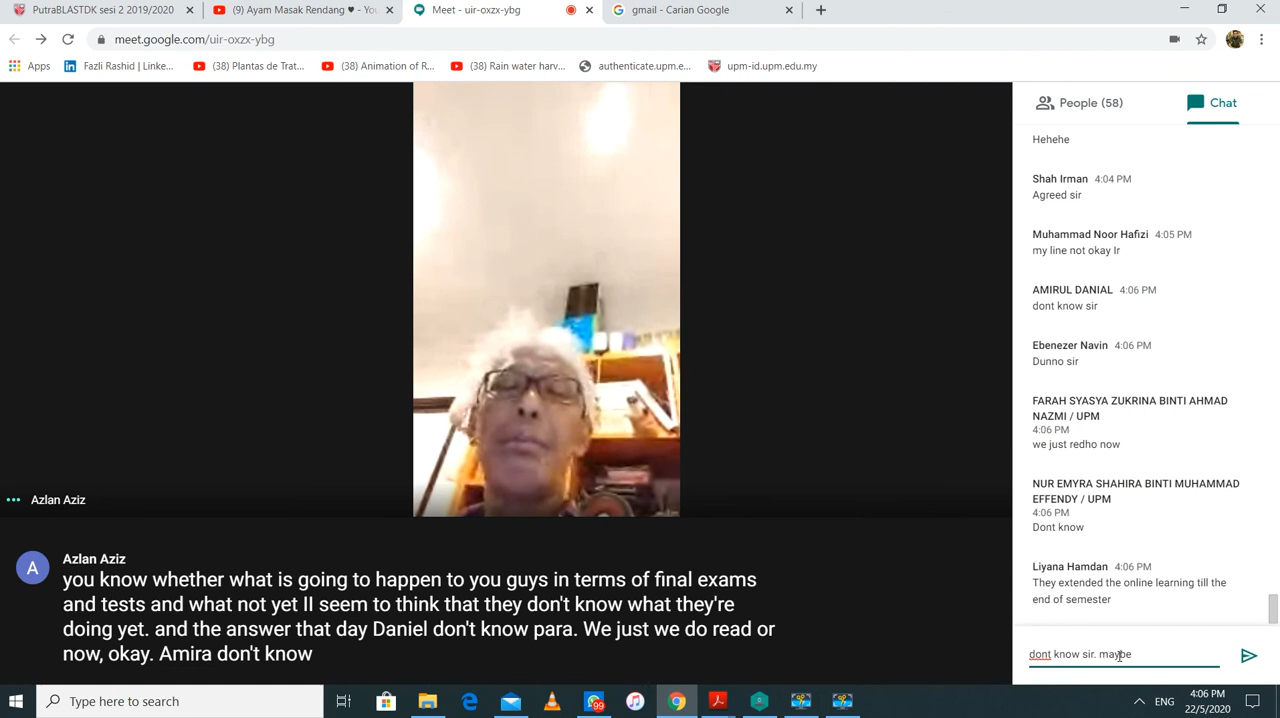 PutraBLASTDK sesi 2 2019/2020
(9) Ayam Masak Rendang ♥ - You
Meet - uir-oxzx-ybg
gmail - Carian Google
meet.google.com/uir-oxzx-ybg
Apps
Fazli Rashid | Linke...
(38) Plantas de Trat...
(38) Animation of R...
(38) Rain water harv...
authenticate.upm.e...
upm-id.upm.edu.my
Azlan Aziz
A
Azlan Aziz
you know whether what is going to happen to you guys in terms of final exams
and tests and what not yet II seem to think that they don't know what they're
doing yet. and the answer that day Daniel don't know para. We just we do read or
now, okay. Amira don't know
People (58)
Chat
Hehehe
Shah Irman 4:04 PM
Agreed sir
Muhammad Noor Hafizi 4:05 PM
my line not okay lr
AMIRUL DANIAL 4:06 PM
dont know sir
Ebenezer Navin 4:06 PM
Dunno sir
FARAH SYASYA ZUKRINA BINTI AHMAD
NAZMI / UPM
4:06 PM
we just redho now
NUR EMYRA SHAHIRA BINTI MUHAMMAD
EFFENDY / UPM
4:06 PM
Dont know
Liyana Hamdan 4:06 PM
They extended the online learning till the
end of semester
dont know sir. maybe
Type here to search
99
ENG
4:06 PM
22/5/2020